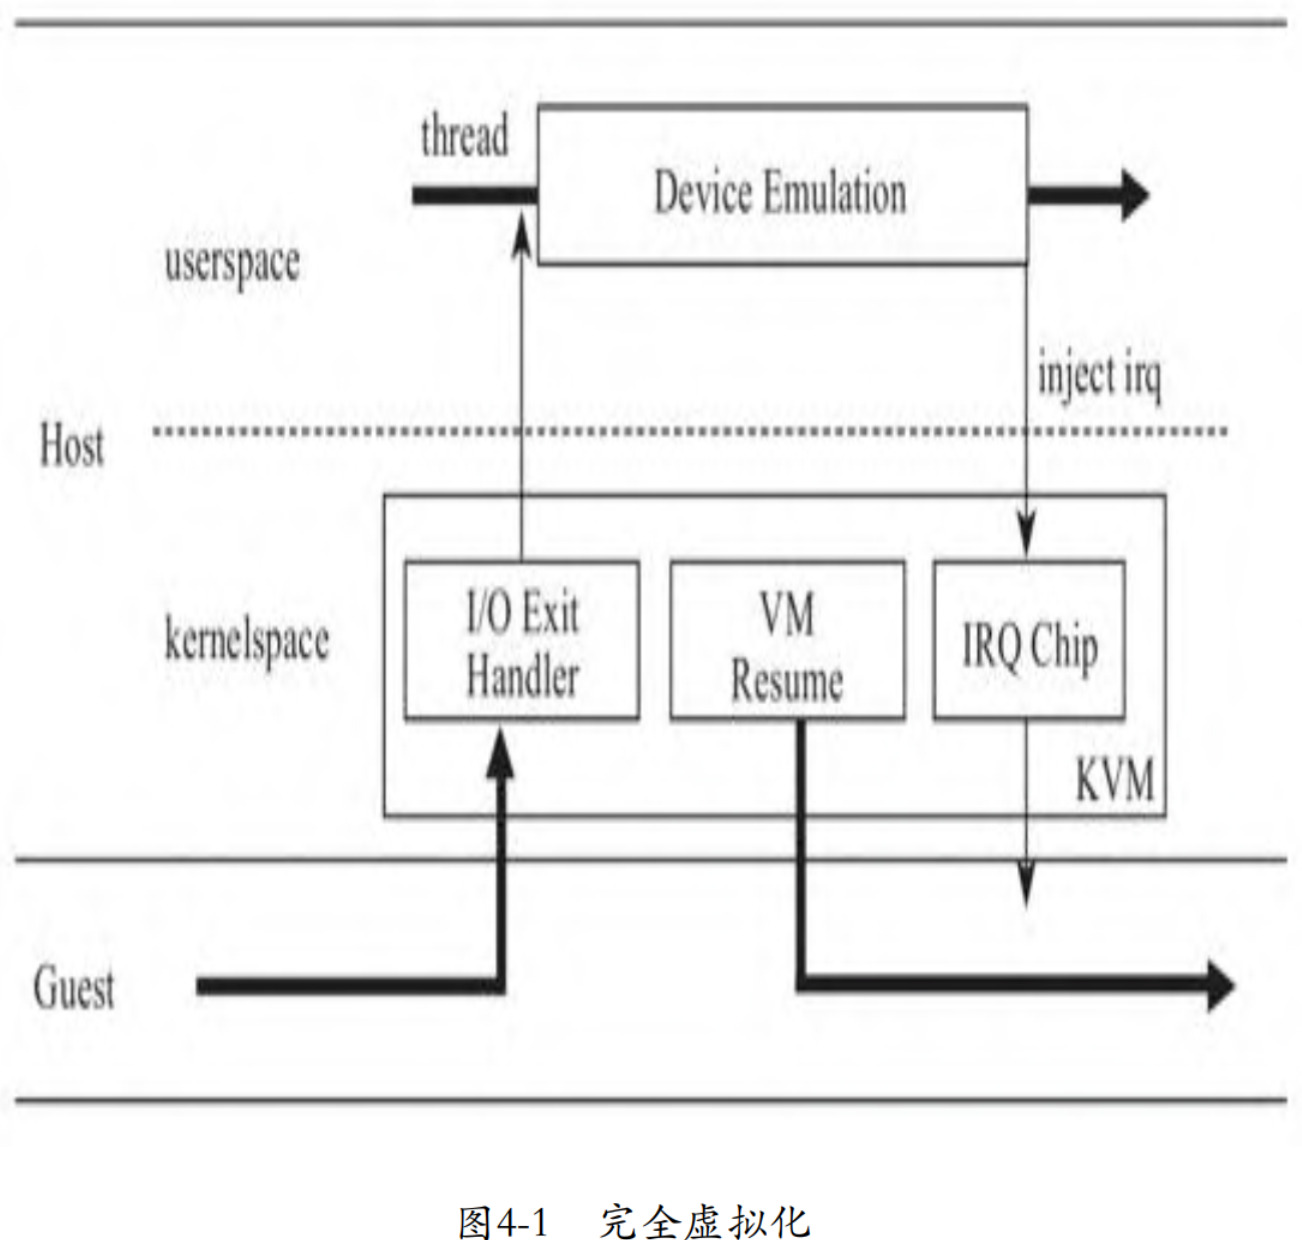 thread
Device Emulation
userspace
inject irq
Host
I/O Exit
Handler
VM
Resume
IRQ Chip
kernelspace
KVM
Guest
图4-1 完全虚拟化